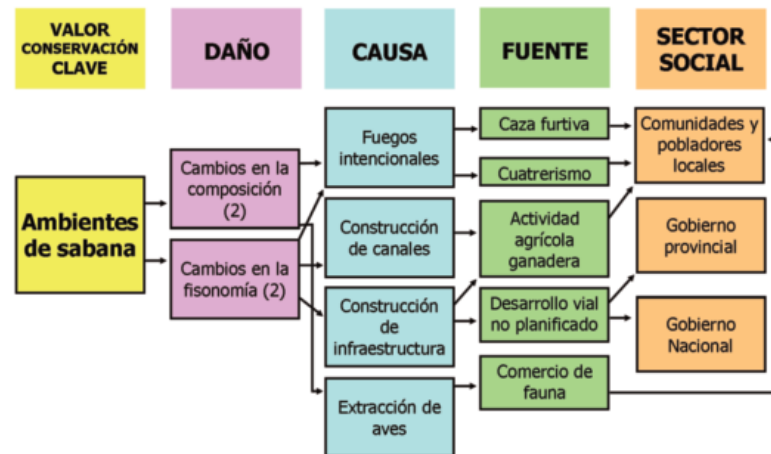 VALOR
CONSERVACIÓN
CLAVE
DAÑO
CAUSA
FUENTE
SECTOR
SOCIAL
Ambientes
de sabana
Cambios en la
composición
(2)
Cambios en la
fisonomía (2)
Fuegos
intencionales
Construcción
de canales
Construcción
de
infraestructura
Extracción de
aves
Caza furtiva
Cuatrerismo
Actividad
agrícola
ganadera
Desarrollo vial
no planificado
Comercio de
fauna
Comunidades y
pobladores
locales
Gobierno
provincial
Gobierno
Nacional